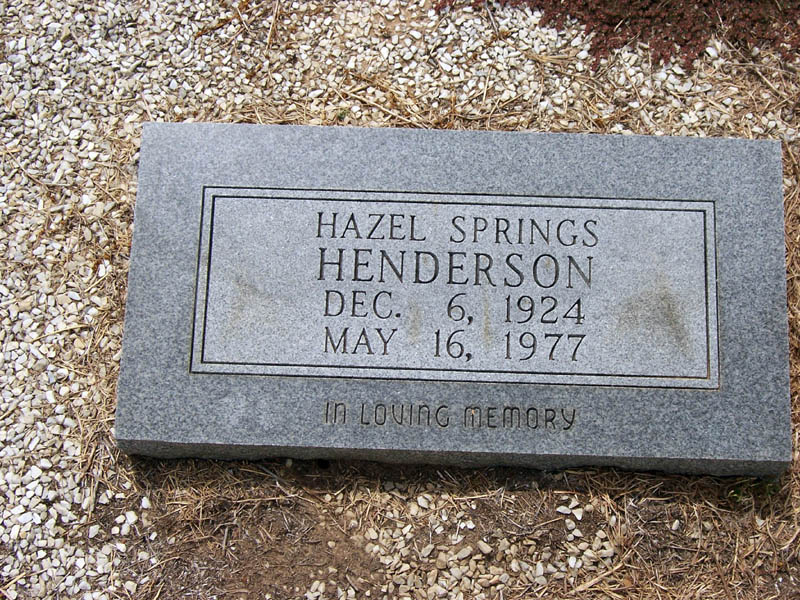 HAZEL SPRINGS
HENDERSON
DEC. 6, 1924
MAY 16, 1977
IN LOVING MEMORY